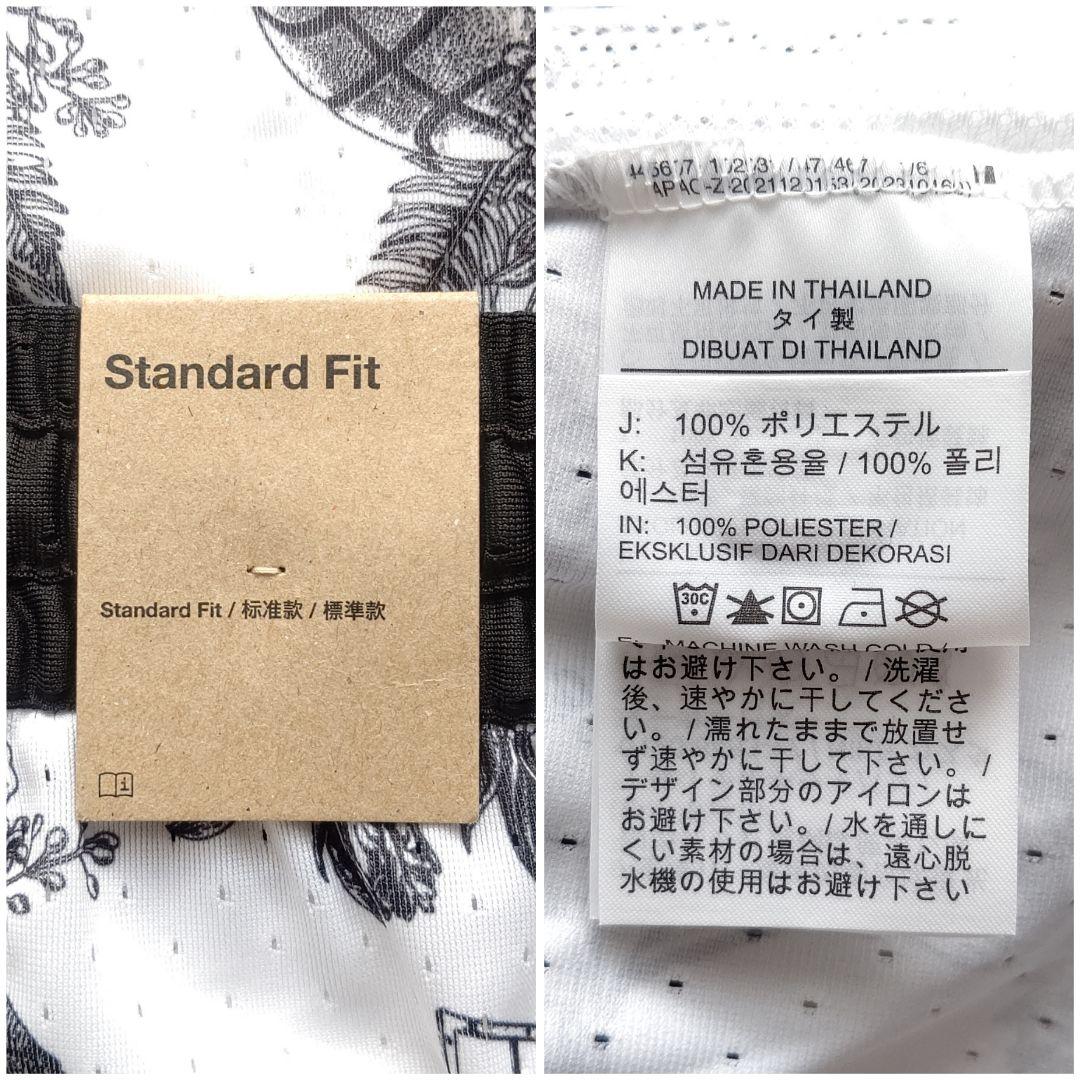 Standard Fit
Standard Fit / 标准款 / 標準款
MADE IN THAILAND
タイ製
DIBUAT DI THAILAND
J: 100% ポリエステル
K: 섬유혼용율 / 100% 폴리
에스터
IN: 100% POLIESTER /
EKSKLUSIF DARI DEKORASI
30C
MACHINE WASH COLD
はお避け下さい。 / 洗濯
後、速やかに干してくださ
い。 / 濡れたままで放置せ
ず速やかに干して下さい。 /
デザイン部分のアイロンは
お避け下さい。/ 水を通しに
くい素材の場合は、遠心脱
水機の使用はお避け下さい